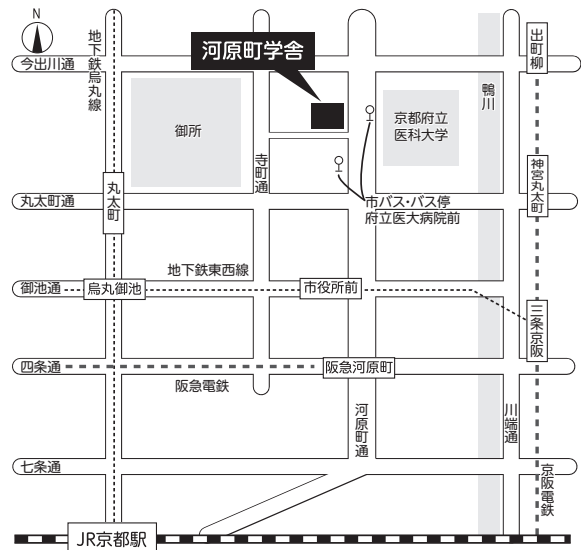 N
地下鉄烏丸線
河原町学舎
出町柳
今出川通
鴨川
御所
京都府立
医科大学
寺町通
丸太町
神宮丸太町
丸太町通
市バス・バス停
府立医大病院前
地下鉄東西線
御池通
烏丸御池
市役所前
三条京阪
四条通
阪急河原町
阪急電鉄
河原町通
川端通
七条通
京阪電鉄
JR京都駅